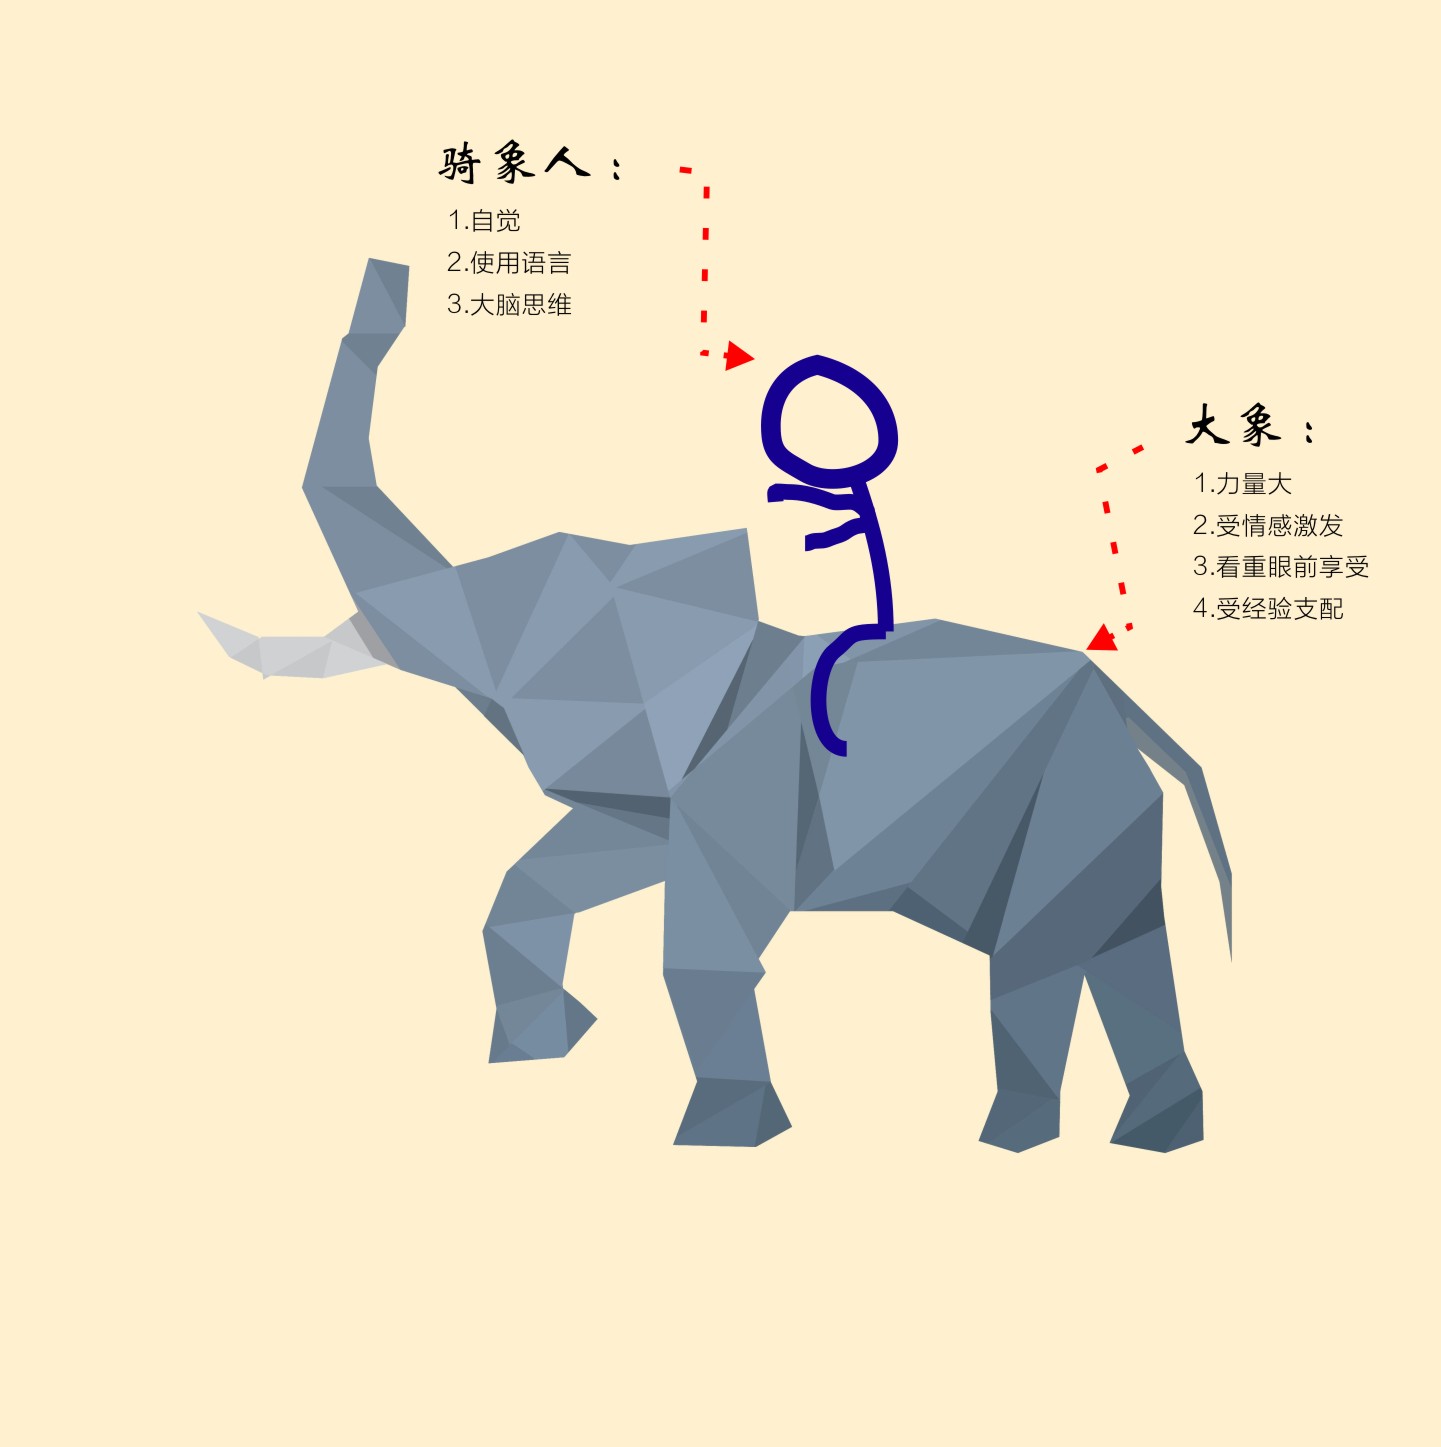 骑象人：
1.自觉
2.使用语言
3.大脑思维
大象：
1.力量大
2.受情感激发
3.看重眼前享受
4.受经验支配